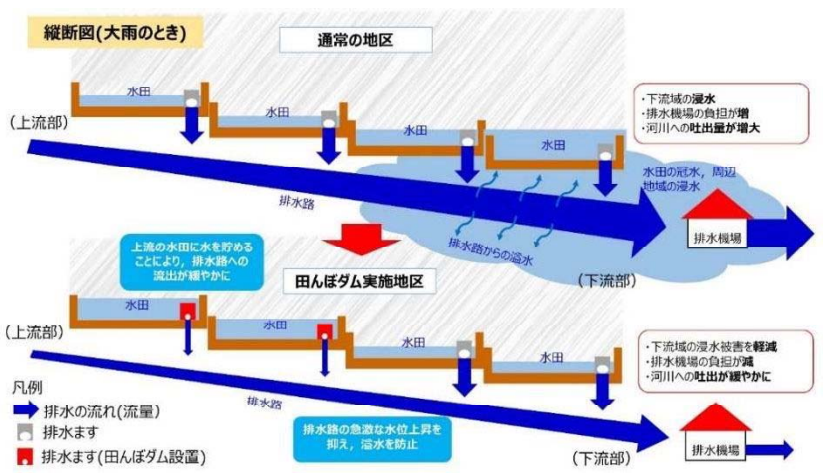 縦断図(大雨のとき)
通常の地区
水田
水田
水田
水田
(上流部)
・下流域の浸水
・排水機場の負担が増
・河川への吐出量が増大
水田の冠水，周辺
地域の浸水
排水路
排水路からの溢水
排水機場
(下流部)
上流の水田に水を貯める
ことにより，排水路への
流出が緩やかに
田んぼダム実施地区
水田
水田
水田
水田
(上流部)
・下流域の浸水被害を軽減
・排水機場の負担が減
・河川への吐出が緩やかに
凡例
排水の流れ(流量)
排水ます
排水ます(田んぼダム設置)
排水路
排水路の急激な水位上昇を
抑え，溢水を防止
(下流部)
排水機場